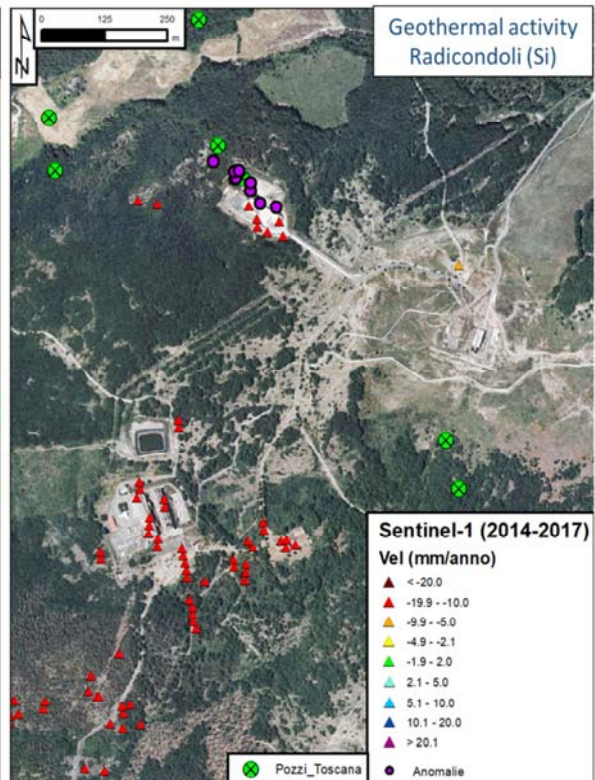 0 125 250
m
N
Geothermal activity
Radicondoli (Si)
Sentinel-1 (2014-2017)
Vel (mm/anno)
< -20.0
-19.9 - -10.0
-9.9 - -5.0
-4.9 - -2.1
-1.9 - 2.0
2.1 - 5.0
5.1 - 10.0
10.1 - 20.0
> 20.1
Pozzi_Toscana
Anomalie